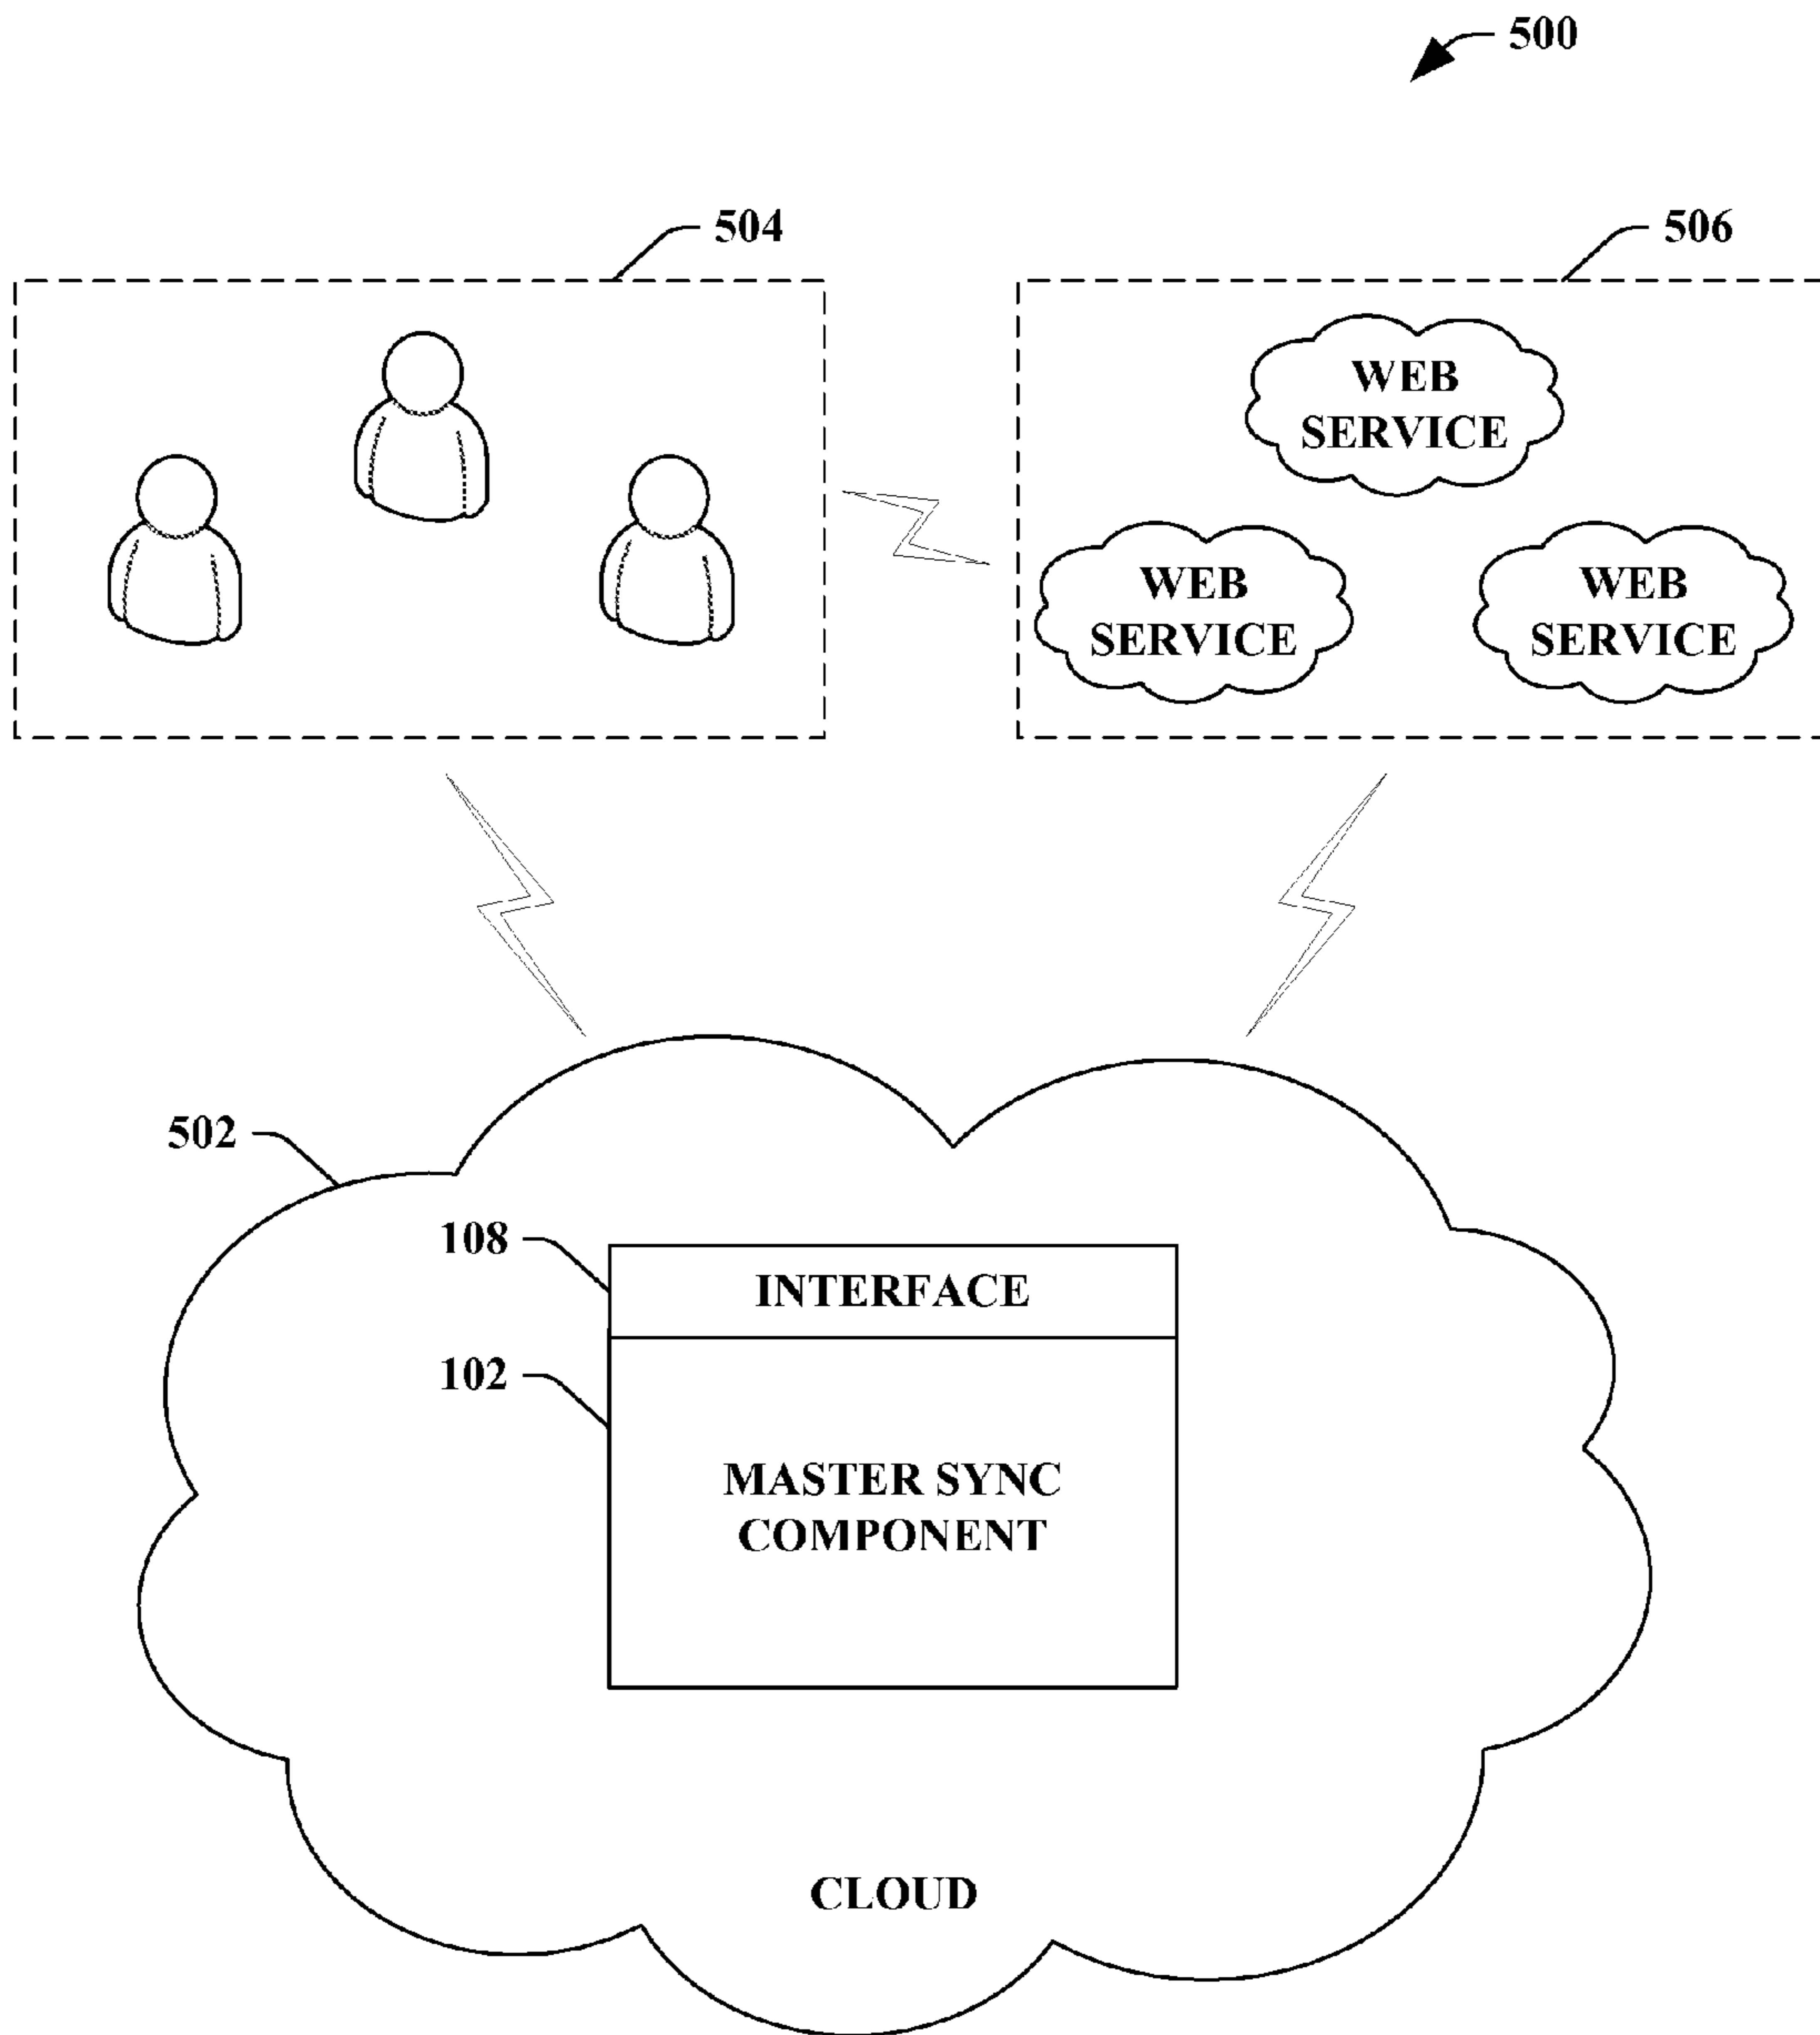 500
504
506
WEB
SERVICE
WEB
SERVICE
WEB
SERVICE
502
108
INTERFACE
102
MASTER SYNC
COMPONENT
CLOUD